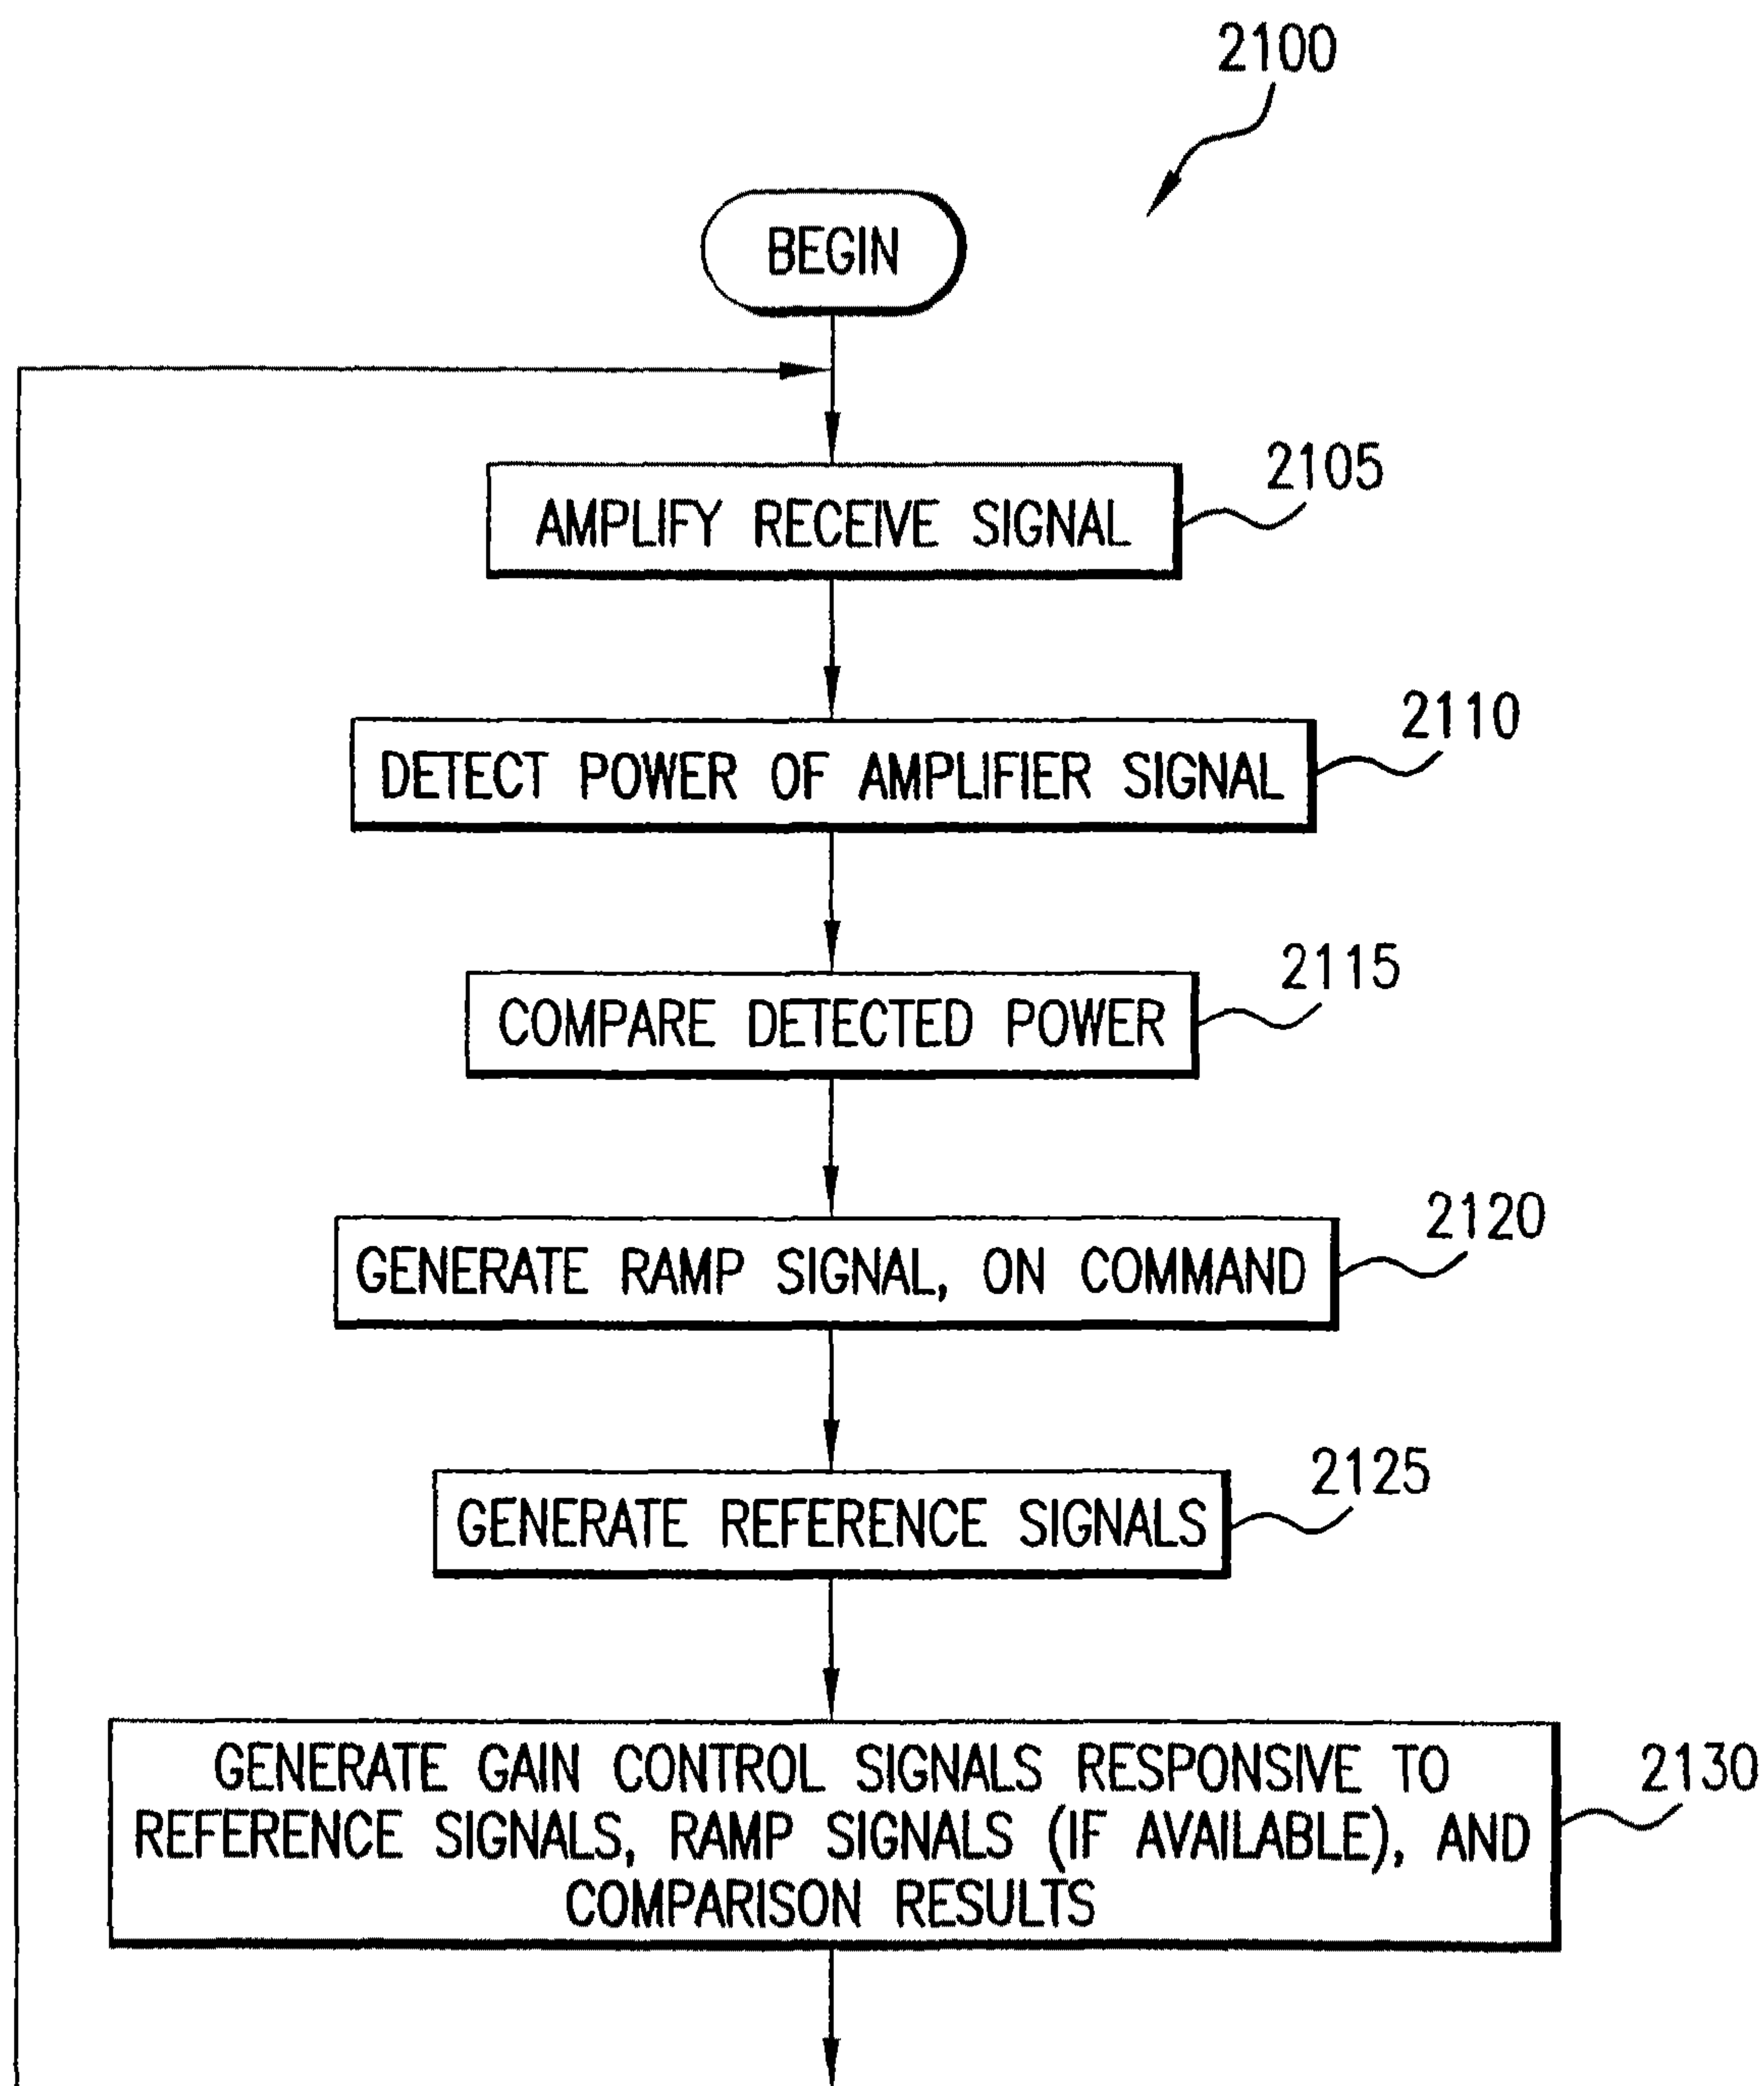 2100
BEGIN
AMPLIFY RECEIVE SIGNAL
2105
DETECT POWER OF AMPLIFIER SIGNAL
2110
COMPARE DETECTED POWER
2115
GENERATE RAMP SIGNAL, ON COMMAND
2120
GENERATE REFERENCE SIGNALS
2125
GENERATE GAIN CONTROL SIGNALS RESPONSIVE TO
REFERENCE SIGNALS, RAMP SIGNALS (IF AVAILABLE), AND
COMPARISON RESULTS
2130